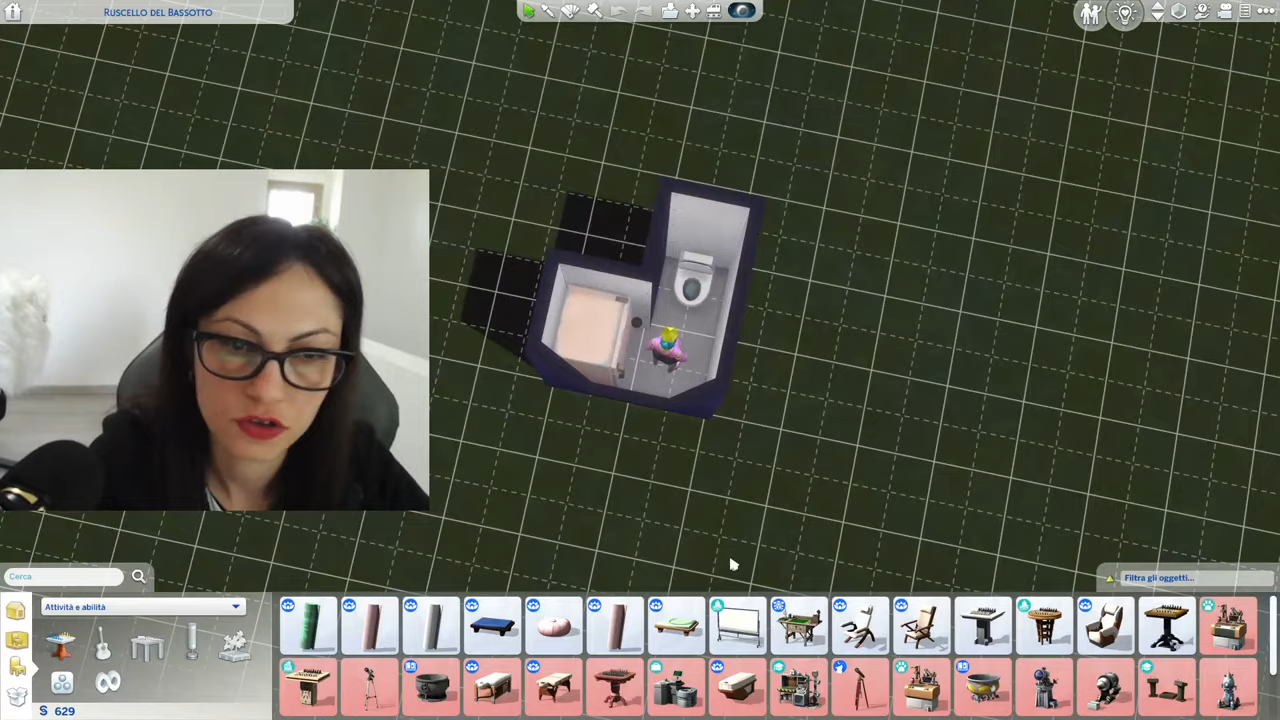 RUSCELLO DEL BASSOTTO
Cerca
Filtra gli oggetti...
Attività e abilità
S 629